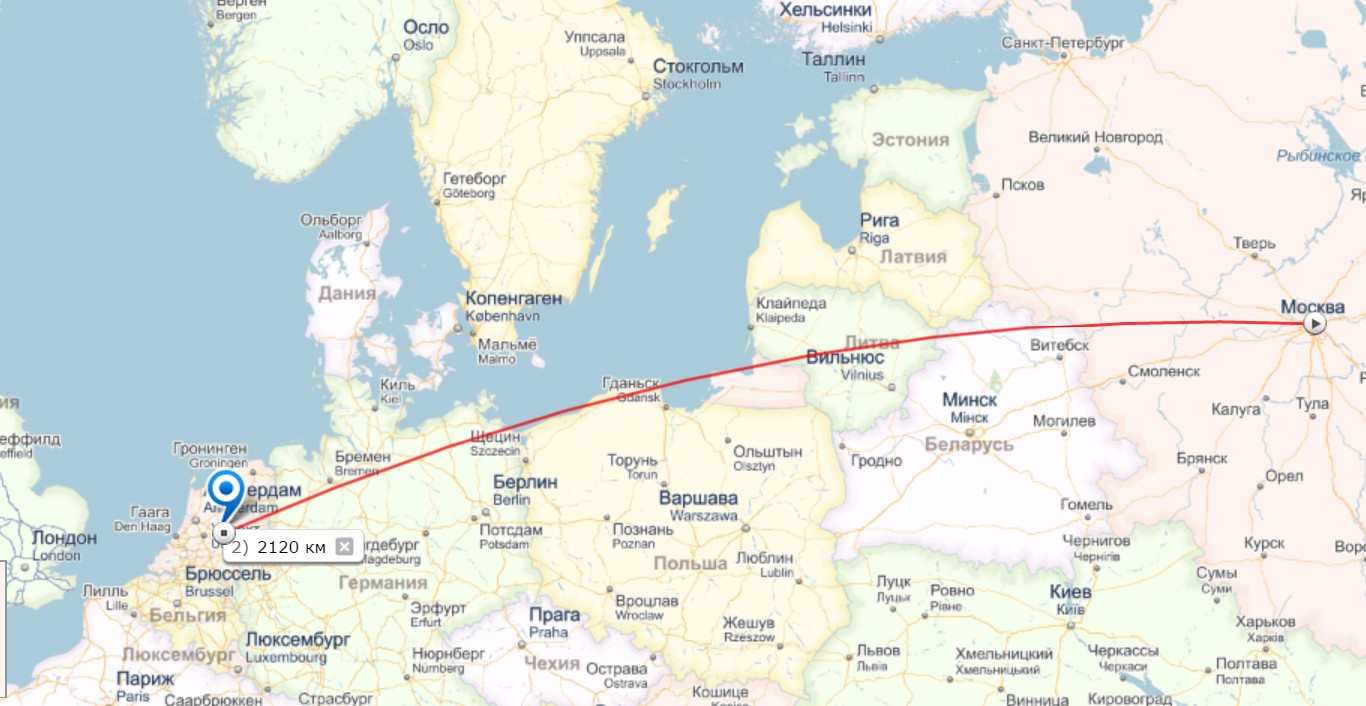 Берген
Bergen
Осло
Oslo
Уппсала
Uppsala
Стокгольм
Stockholm
Хельсинки
Helsinki
Таллин
Tallinn
Санкт-Петербург
Эстония
Великий Новгород
Рыбинское
Псков
Гетеборг
Göteborg
Ольборг
Aalborg
Рига
Riga
Латвия
Тверь
Дания
Копенгаген
København
Клайпеда
Klaipeda
Москва
Мальмё
Malmo
Литва
Вильнюс
Vilnius
Витебск
Смоленск
Киль
Kiel
Гданьск
Gdansk
Минск
Мінск
Калуга
Тула
Могилев
Беларусь
еффилд
effield
Гронинген
Groningen
Бремен
Bremen
Щецин
Szczecin
Торунь
Torun
Ольштын
Olsztyn
Гродно
Брянск
Орел
Берлин
Berlin
Варшава
Warszawa
Гаага
Den Haag
Потсдам
Potsdam
Познань
Poznan
Гомель
Лондон
London
2) 2120 км
гдебург
Magdeburg
Польша
Люблин
Lublin
Чернигов
Чернігів
Курск
Брюссель
Brussel
Германия
Лилль
Lille
Бельгия
Эрфурт
Erfurt
Вроцлав
Wroclaw
Луцк
Луцьк
Ровно
Рівне
Киев
Київ
Сумы
Суми
Прага
Praha
Жешув
Rzeszow
Харьков
Харків
Люксембург
Luxembourg
Люксембург
Нюрнберг
Nürnberg
Чехия
Острава
Ostrava
Львов
Львів
Хмельницкий
Хмельницький
Черкассы
Черкаси
Полтава
Полтава
Париж
Paris
Саарбрюккен
Страсбург
Кошице
Винница
Кировоград